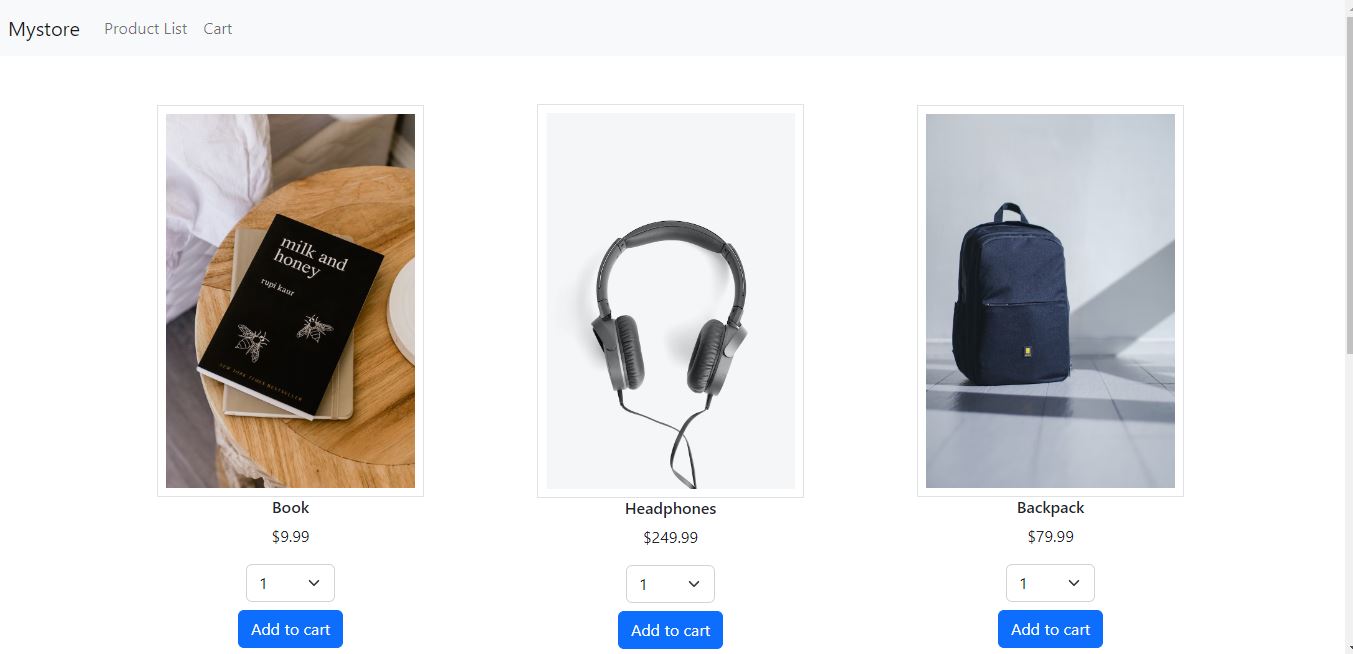 Mystore Product List Cart
milk and
honey
rupi kaur
NEW YORK TIMES BESTSELLER
Book
$9.99
1
Add to cart
Headphones
$249.99
1
Add to cart
Backpack
$79.99
1
Add to cart